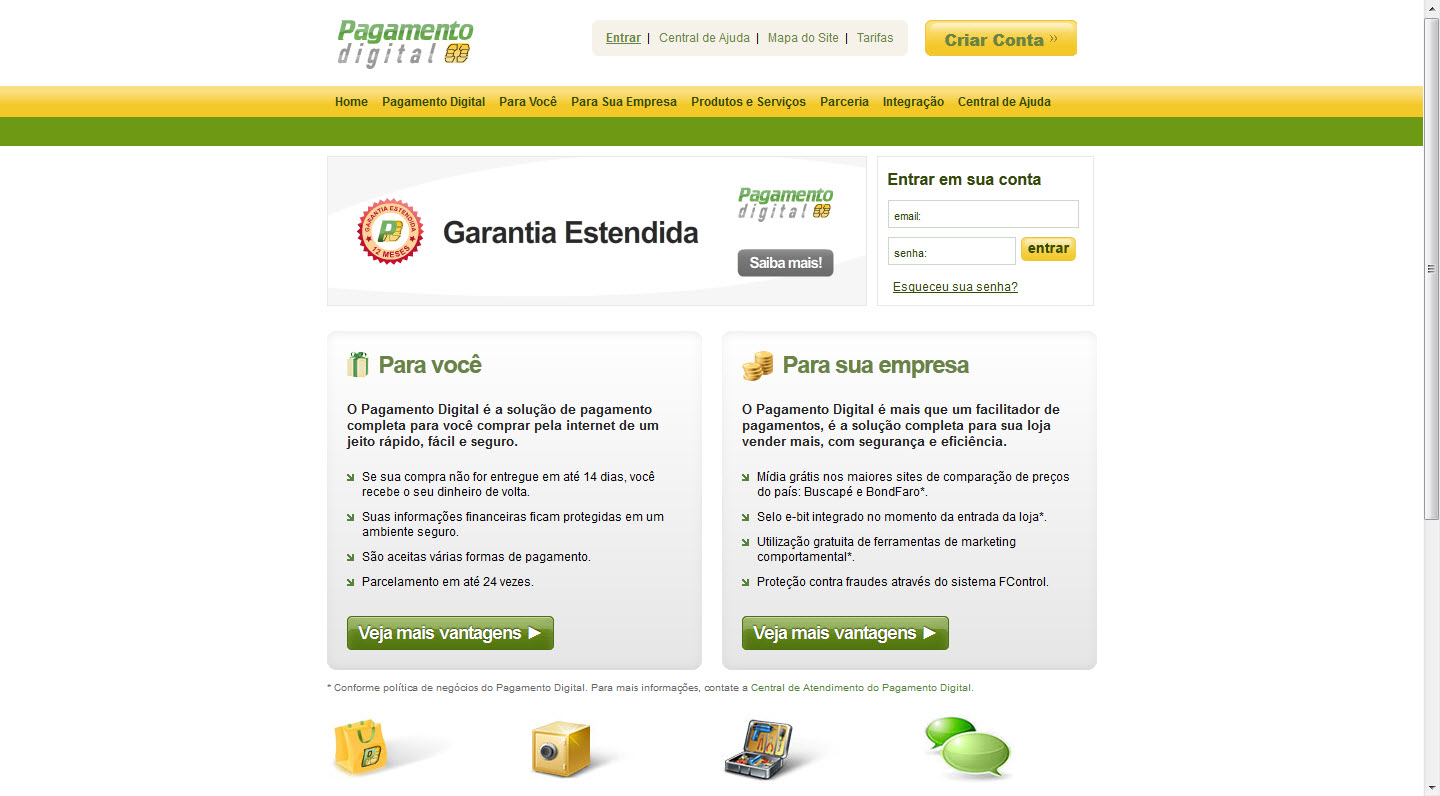 Pagamento
digital
Entrar | Central de Ajuda | Mapa do Site | Tarifas
Criar Conta »
Home Pagamento Digital Para Você Para Sua Empresa Produtos e Serviços Parceria Integração Central de Ajuda
GARANTIA ESTENDIDA
12 MESES
Garantia Estendida
Pagamento
digital
Saiba mais!
Entrar em sua conta
email:
senha:
entrar
Esqueceu sua senha?
Para você
O Pagamento Digital é a solução de pagamento
completa para você comprar pela internet de um
jeito rápido, fácil e seguro.
Se sua compra não for entregue em até 14 dias, você
recebe o seu dinheiro de volta.
Suas informações financeiras ficam protegidas em um
ambiente seguro.
São aceitas várias formas de pagamento.
Parcelamento em até 24 vezes.
Veja mais vantagens
Para sua empresa
O Pagamento Digital é mais que um facilitador de
pagamentos, é a solução completa para sua loja
vender mais, com segurança e eficiência.
Mídia grátis nos maiores sites de comparação de preços
do país: Buscapé e BondFaro*.
Selo e-bit integrado no momento da entrada da loja*.
Utilização gratuita de ferramentas de marketing
comportamental*.
Proteção contra fraudes através do sistema FControl.
Veja mais vantagens
* Conforme política de negócios do Pagamento Digital. Para mais informações, contate a Central de Atendimento do Pagamento Digital.